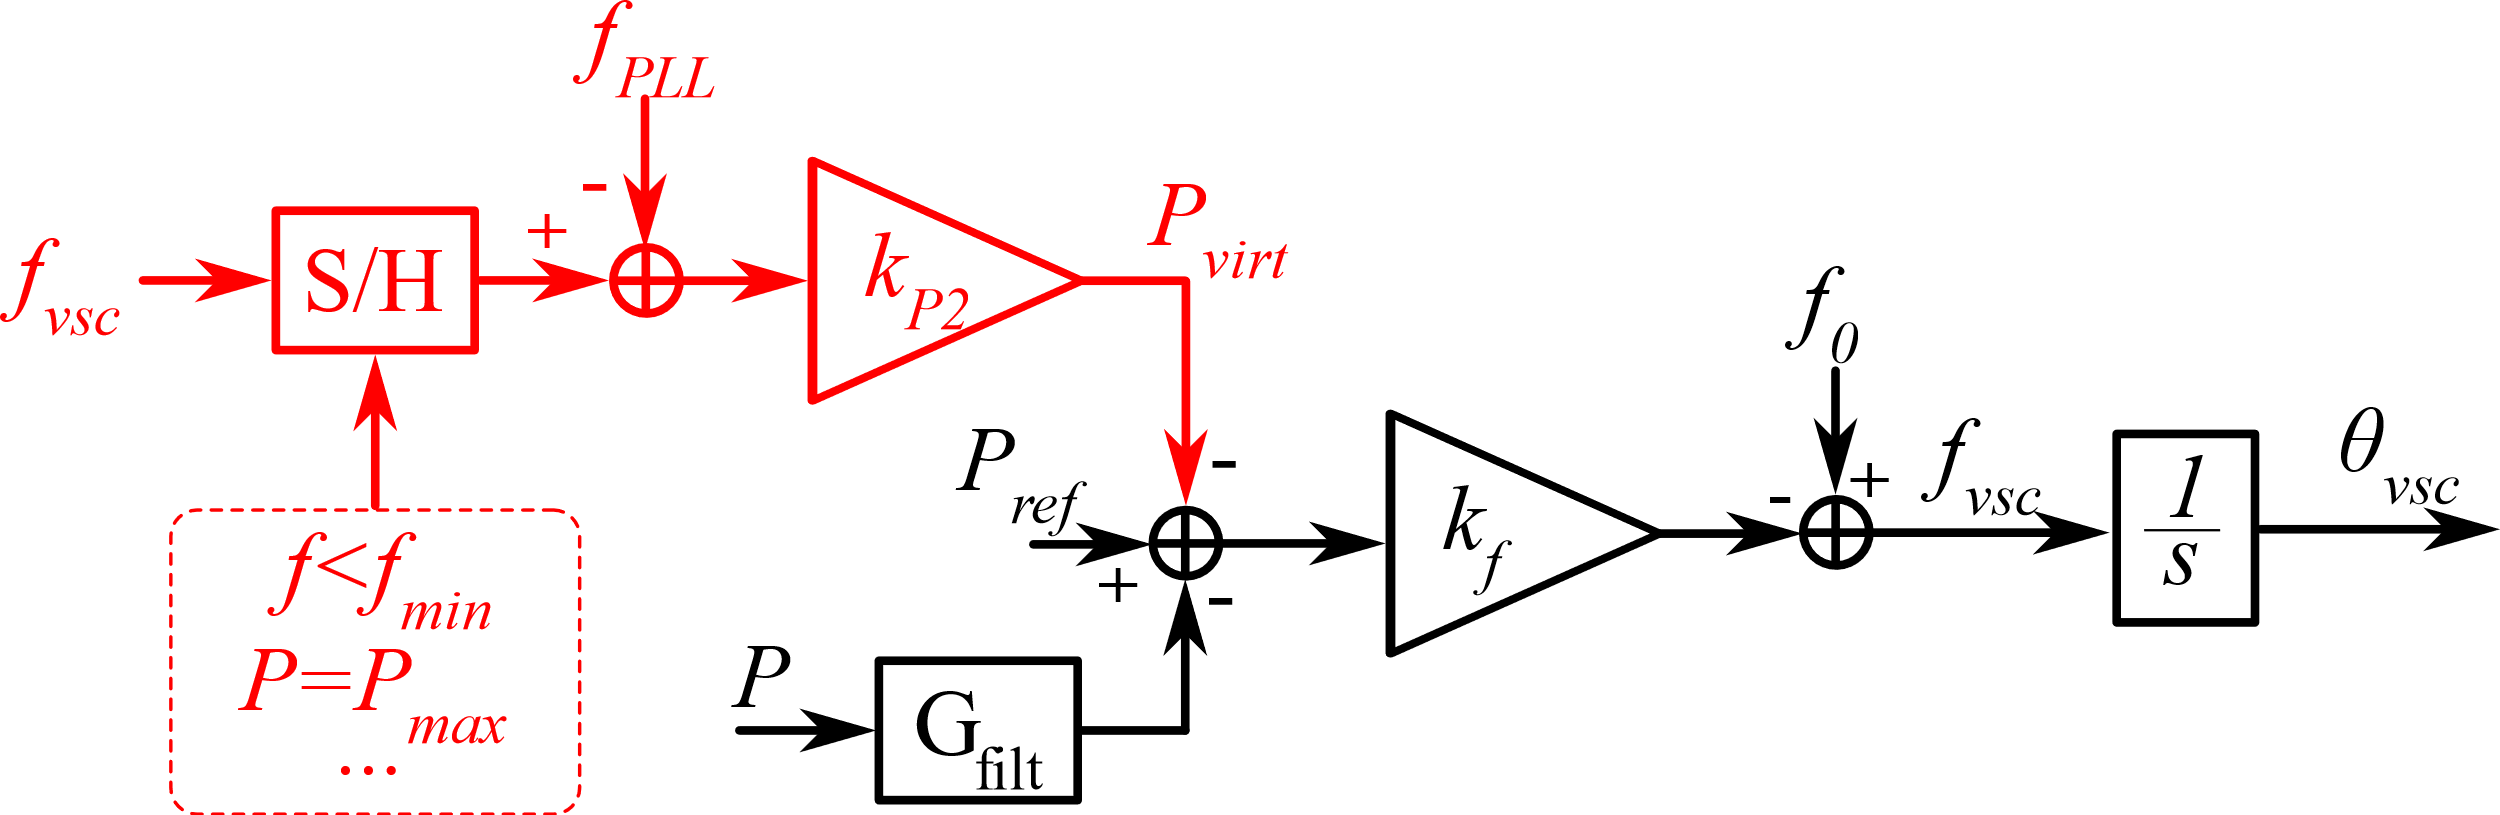 f_PLL
-
+
f_vsc
S/H
k_P2
P_virt
f_0
P_ref
-
+
-
k_f
-
+
f_vsc
1
s
θ_vsc
f<f_min
P=P_max
...
P
G_filt